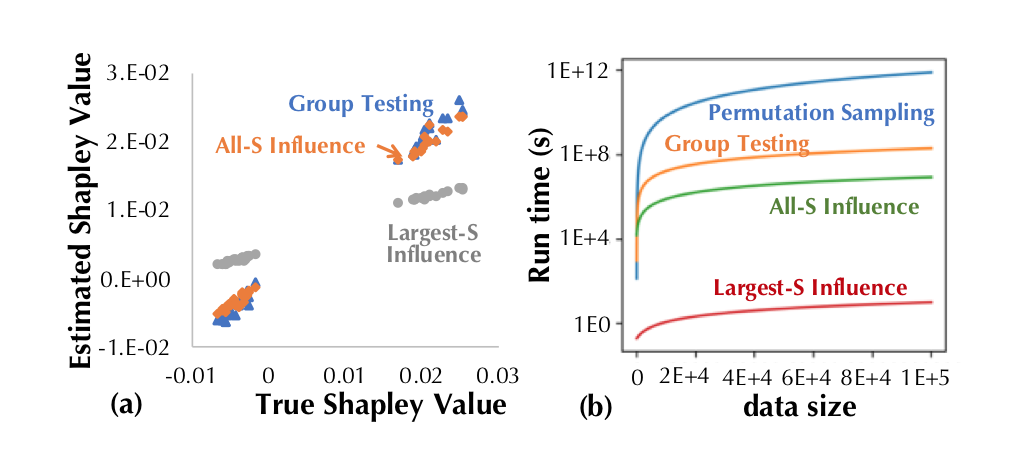 Estimated Shapley Value
3.E-02
2.E-02
1.E-02
0.E+00
-1.E-02
Group Testing
All-S Influence
Largest-S
Influence
-0.01
0
0.01
0.02
0.03
(a)
True Shapley Value
Run time (s)
1E+12
1E+8
1E+4
1E0
Permutation Sampling
Group Testing
All-S Influence
Largest-S Influence
0
2E+4
4E+4
6E+4
8E+4
1E+5
(b)
data size